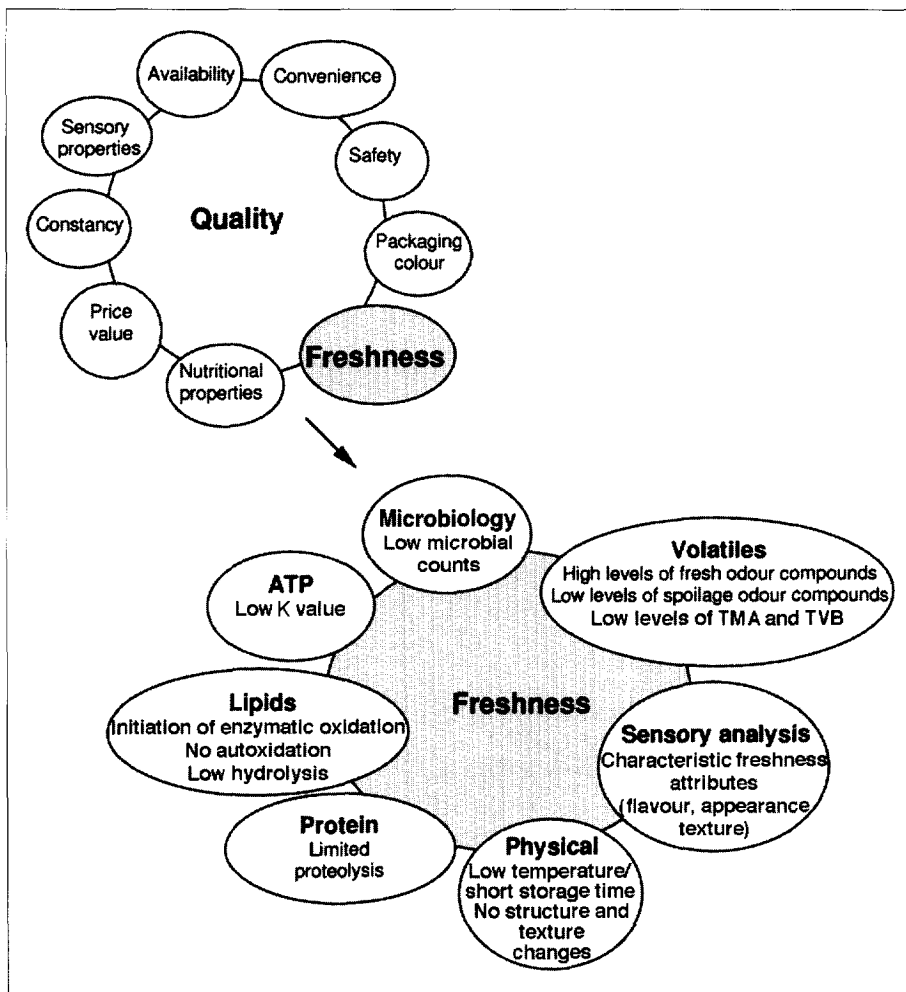 Availability
Convenience
Sensory
properties
Safety
Constancy
Quality
Packaging
colour
Price
value
Freshness
Nutritional
properties
Microbiology
Low microbial
counts
Volatiles
High levels of fresh odour compounds
Low levels of spoilage odour compounds
Low levels of TMA and TVB
ATP
Low K value
Lipids
Initiation of enzymatic oxidation
No autoxidation
Low hydrolysis
Freshness
Sensory analysis
Characteristic freshness
attributes
(flavour, appearance
texture)
Protein
Limited
proteolysis
Physical
Low temperature/
short storage time
No structure and
texture
changes